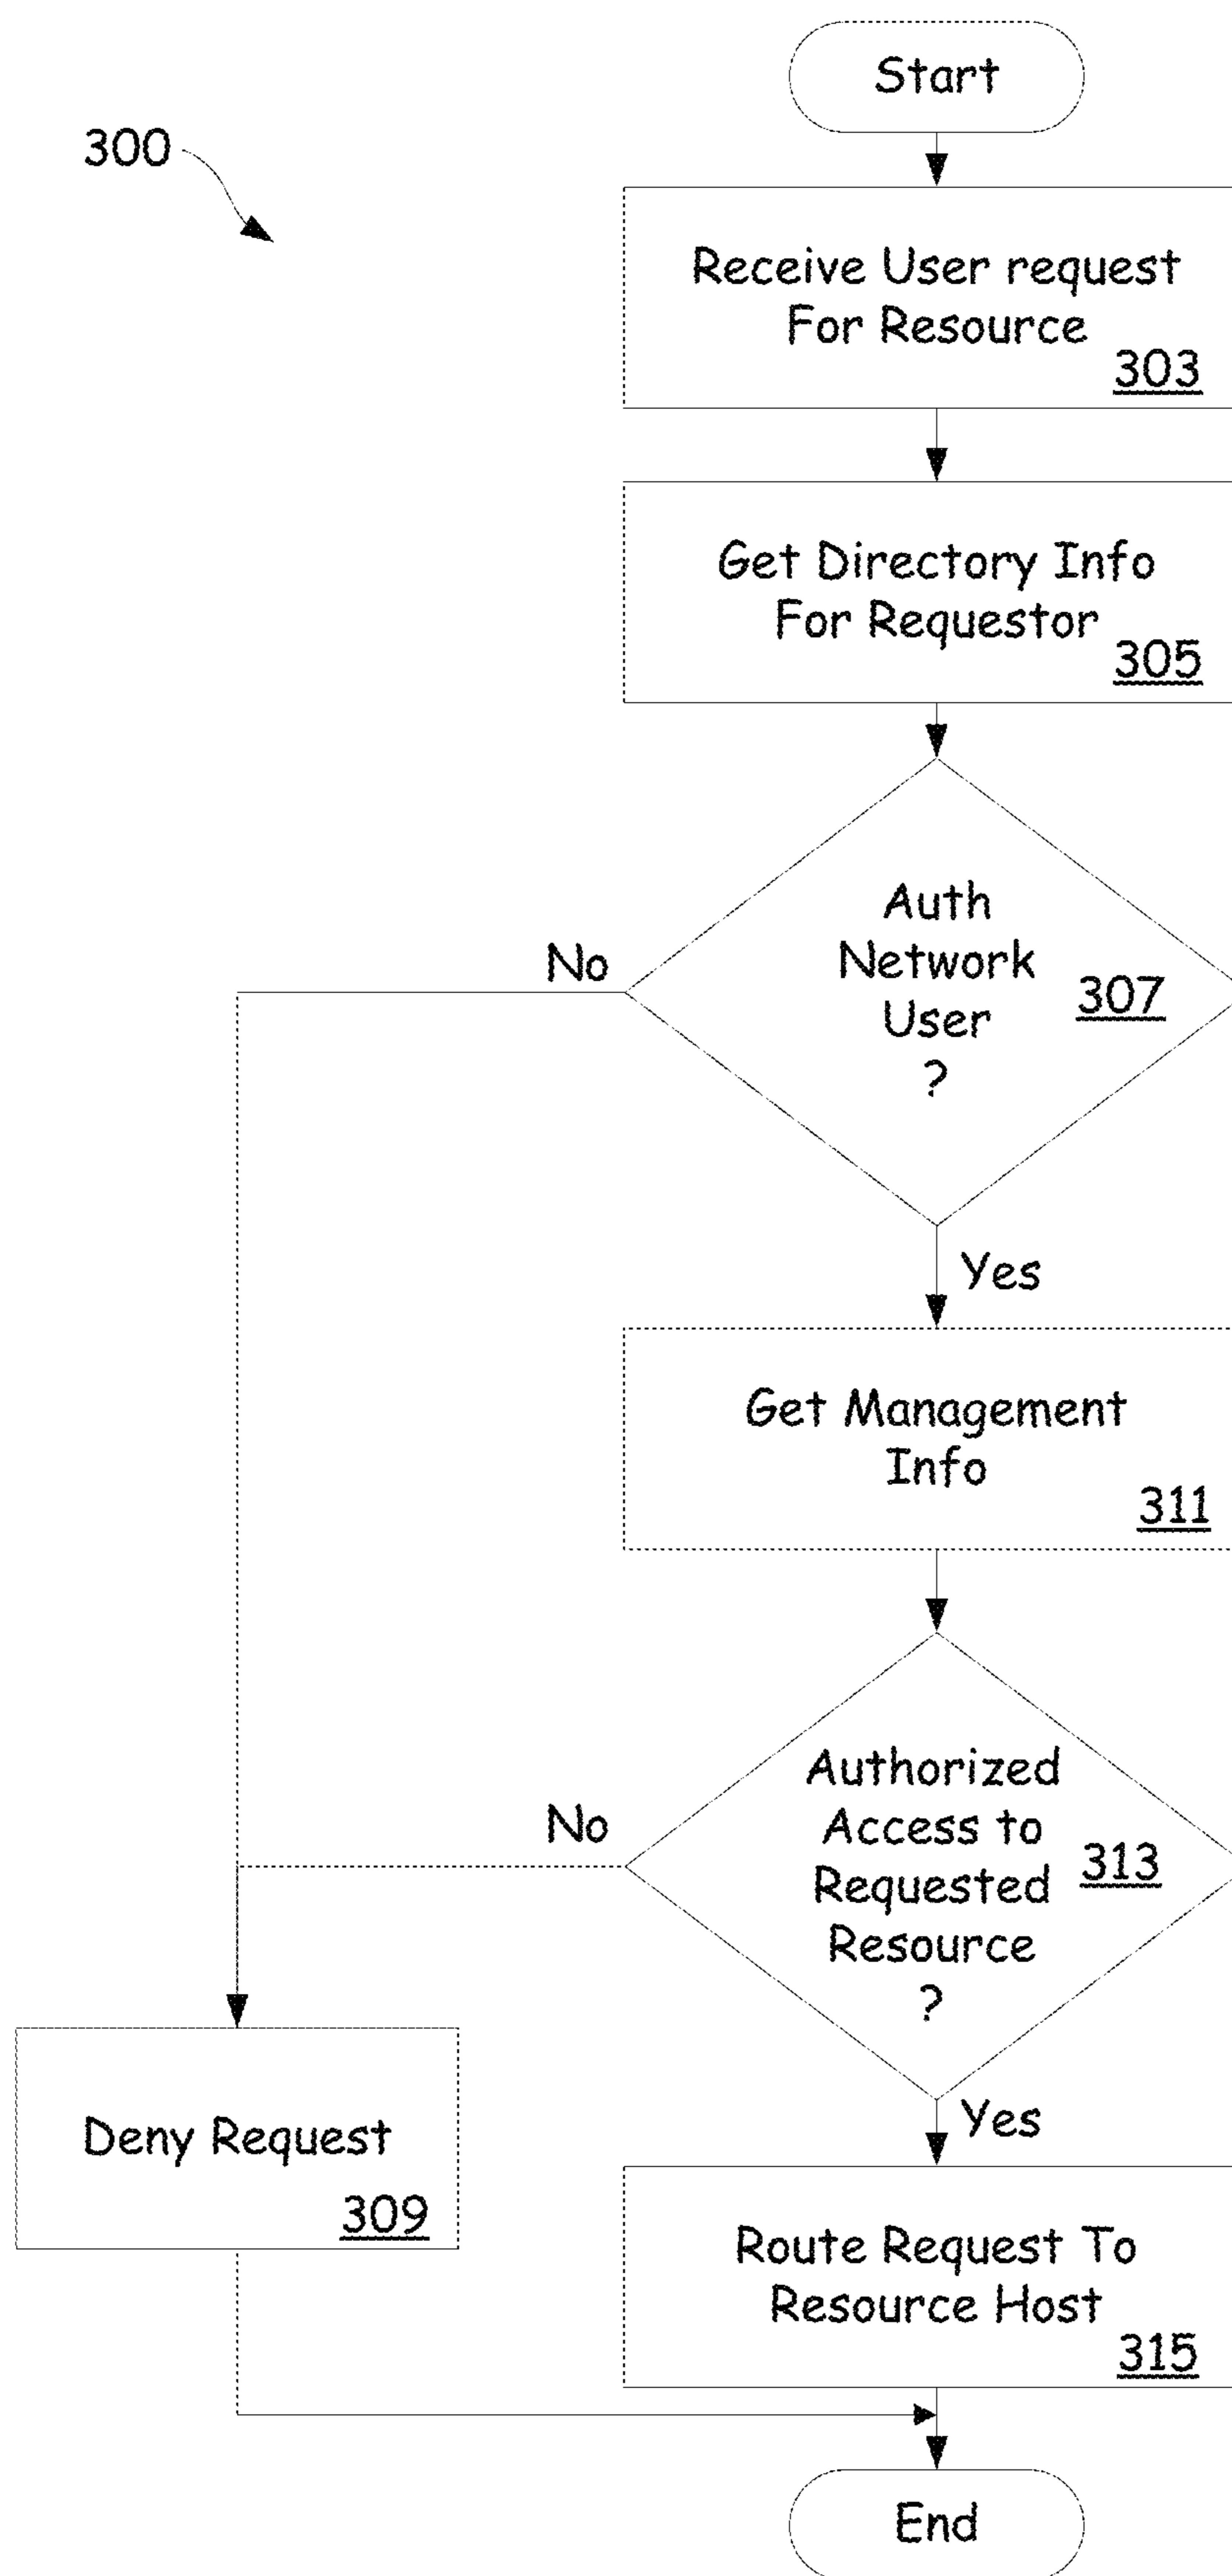 Start
300
Receive User request
For Resource
303
Get Directory Info
For Requestor
305
Auth
Network
User
?
307
No
Yes
Get Management
Info
311
Authorized
Access to
Requested
Resource
?
313
No
Yes
Deny Request
309
Route Request To
Resource Host
315
End